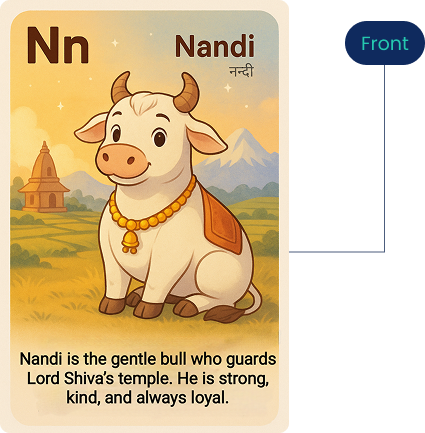 Nn
Nandi
नन्दी
Front
Nandi is the gentle bull who guards
Lord Shiva's temple. He is strong,
kind, and always loyal.